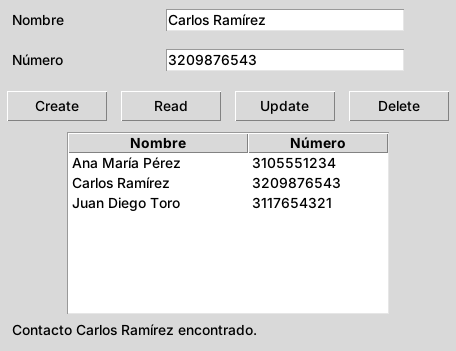 Nombre Carlos Ramírez
Número 3209876543
Create Read Update Delete
Nombre Número
Ana María Pérez 3105551234
Carlos Ramírez 3209876543
Juan Diego Toro 3117654321
Contacto Carlos Ramírez encontrado.